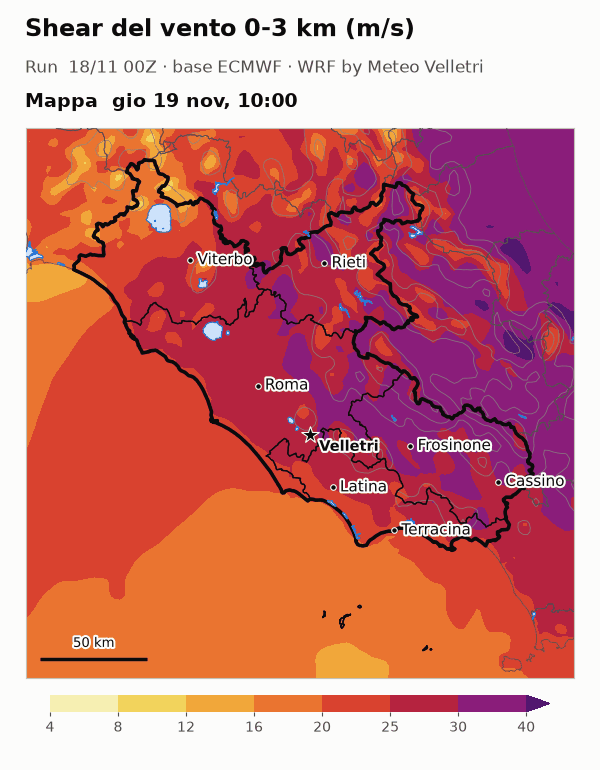 Shear del vento 0-3 km (m/s)
Run 18/11 00Z · base ECMWF · WRF by Meteo Velletri
Mappa gio 19 nov, 10:00
Viterbo
Rieti
Roma
Velletri
Frosinone
Cassino
Latina
Terracina
50 km
4 8 12 16 20 25 30 40